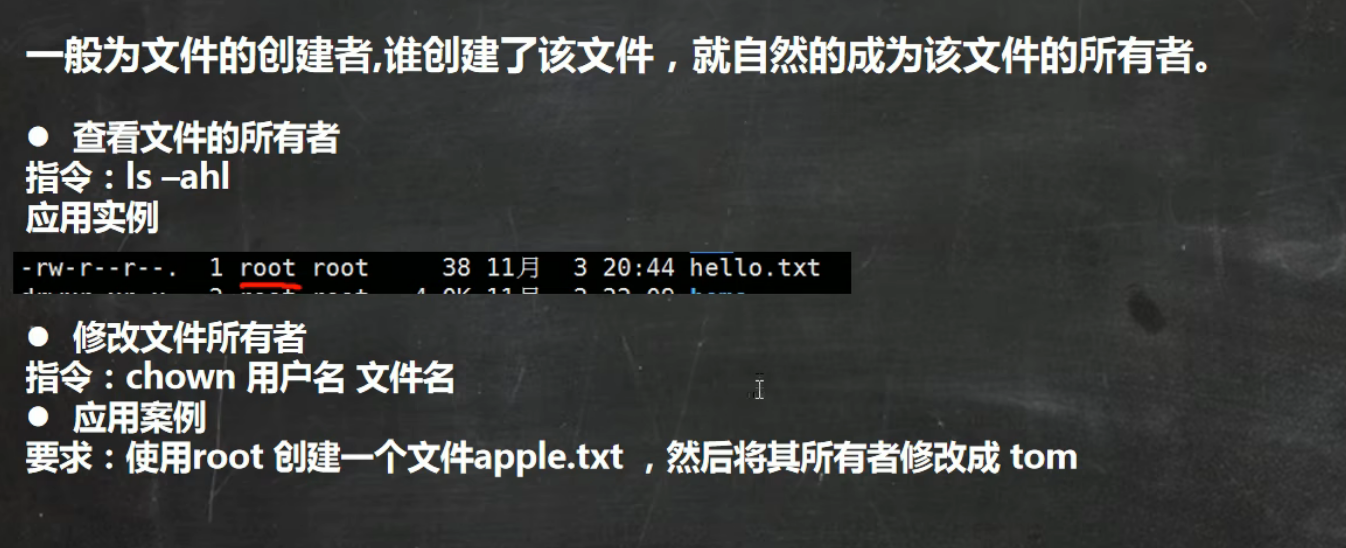 一般为文件的创建者,谁创建了该文件，就自然的成为该文件的所有者。
● 查看文件的所有者
指令：ls –ahl
应用实例
-rw-r--r--. 1 root root 38 11月 3 20:44 hello.txt
● 修改文件所有者
指令：chown 用户名 文件名
● 应用案例
要求：使用root 创建一个文件apple.txt ，然后将其所有者修改成 tom